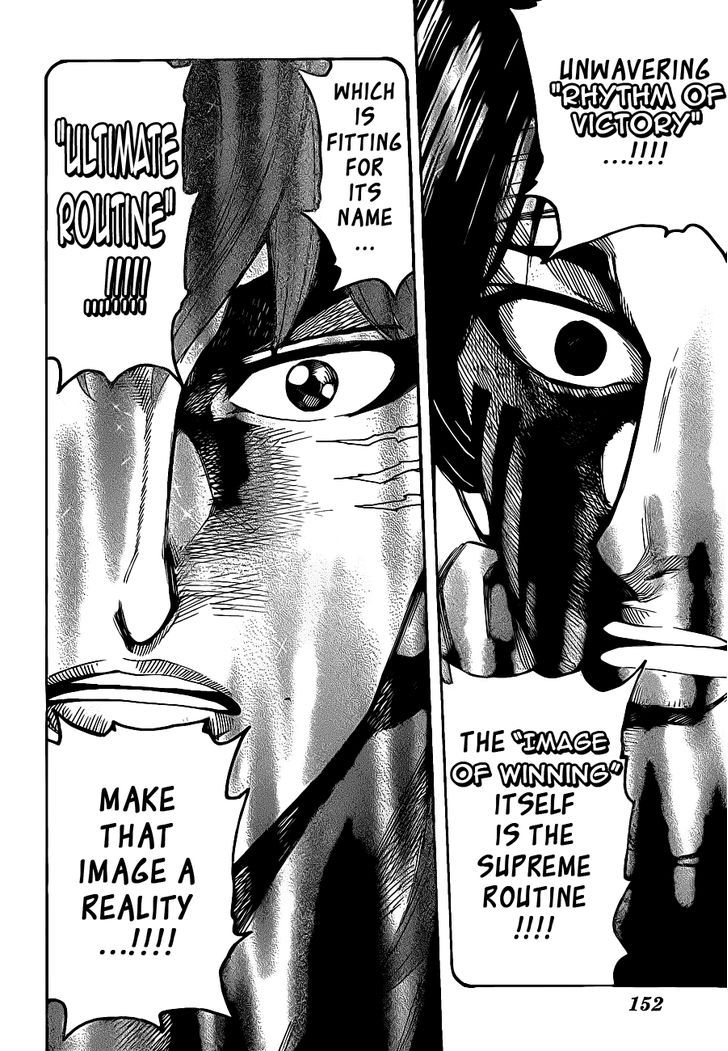 UNWAVERING
"RHYTHM OF
VICTORY"
...!!!!
THE "IMAGE
OF WINNING"
ITSELF
IS THE
SUPREME
ROUTINE
!!!!
WHICH
IS
FITTING
FOR
ITS
NAME
...
"ULTIMATE
ROUTINE"
...!!!!!
MAKE
THAT
IMAGE A
REALITY
...!!!!
152